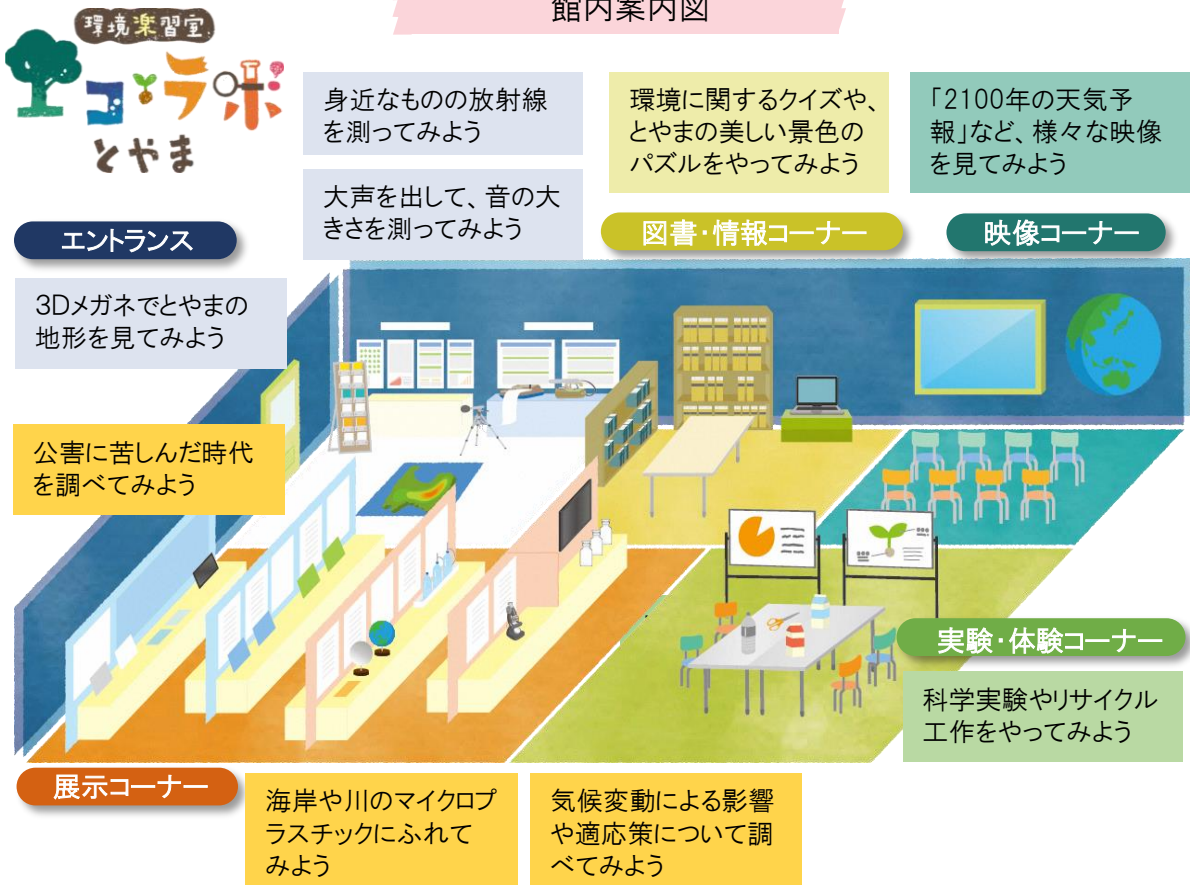 館内案内図
環境楽習室
エコ・ラボ
とやま
身近なものの放射線
を測ってみよう
大声を出して、音の大
きさを測ってみよう
環境に関するクイズや、
とやまの美しい景色の
パズルをやってみよう
「2100年の天気予
報」など、様々な映像
を見てみよう
エントランス
図書・情報コーナー
映像コーナー
3Dメガネでとやまの
地形を見てみよう
公害に苦しんだ時代
を調べてみよう
実験・体験コーナー
科学実験やリサイクル
工作をやってみよう
展示コーナー
海岸や川のマイクロプ
ラスチックにふれて
みよう
気候変動による影響
や適応策について調
べてみよう